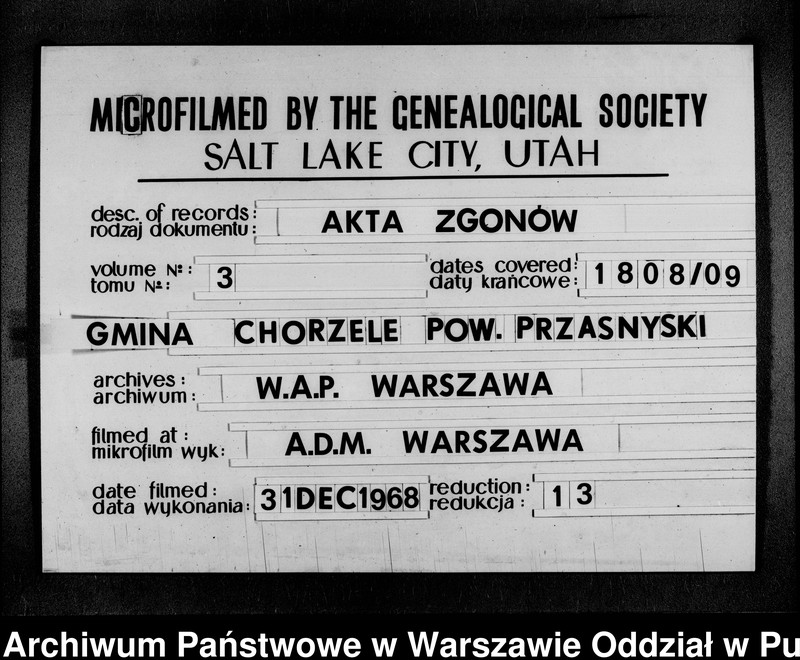 MICROFILMED BY THE GENEALOGICAL SOCIETY
SALT LAKE CITY, UTAH
desc. of records:
rodzaj dokumentu: AKTA ZGONÓW
volume №:
tomu №: 3
dates covered:
daty krańcowe: 1808/09
GMINA CHORZELE POW. PRZASNYSKI
archives:
archiwum: W.A.P. WARSZAWA
filmed at:
mikrofilm wyk: A.D.M. WARSZAWA
date filmed:
data wykonania: 31DEC1968
reduction:
redukcja: 13
Archiwum Państwowe w Warszawie Oddział w Pu